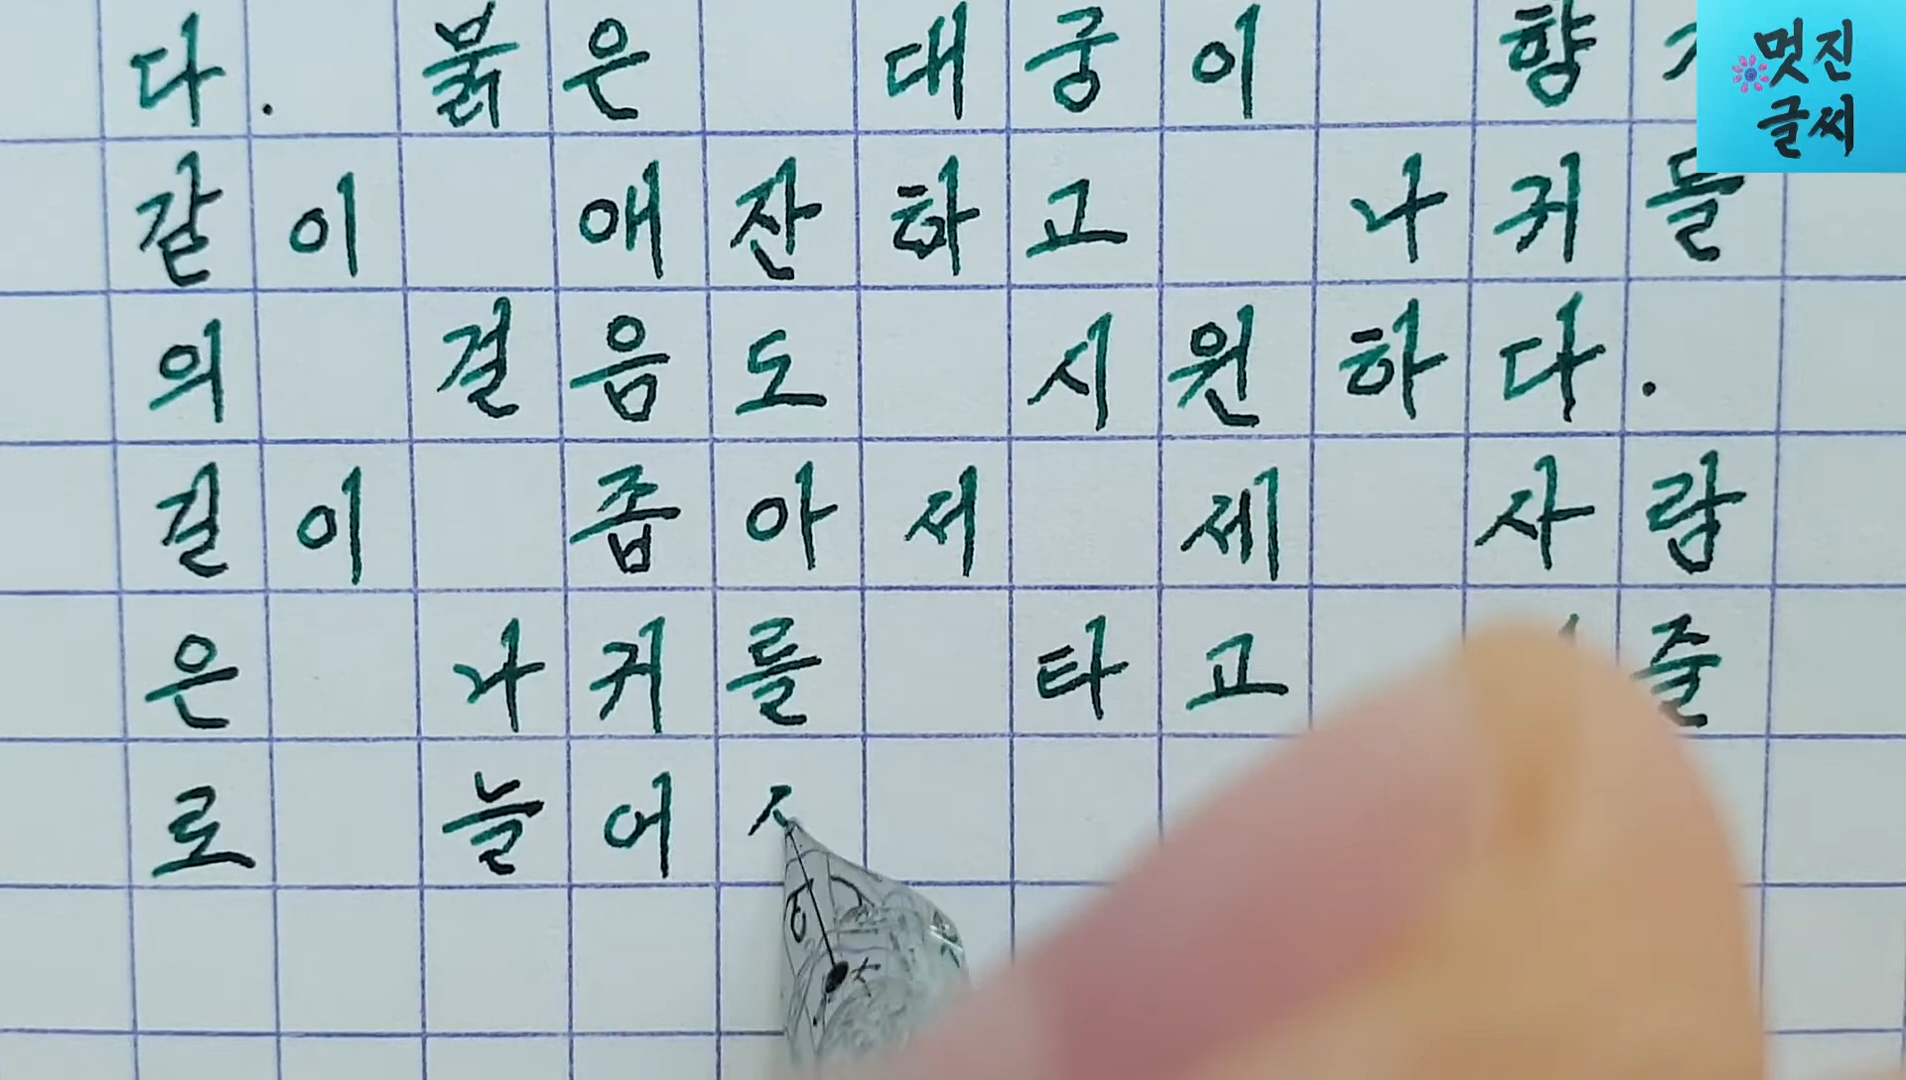 다. 붉은 대궁이 향
같이 애잔하고 나귀들
의 걸음도 시원하다.
길이 좁아서 세 사람
은 나귀를 타고 줄
로 늘어
멋진
글씨